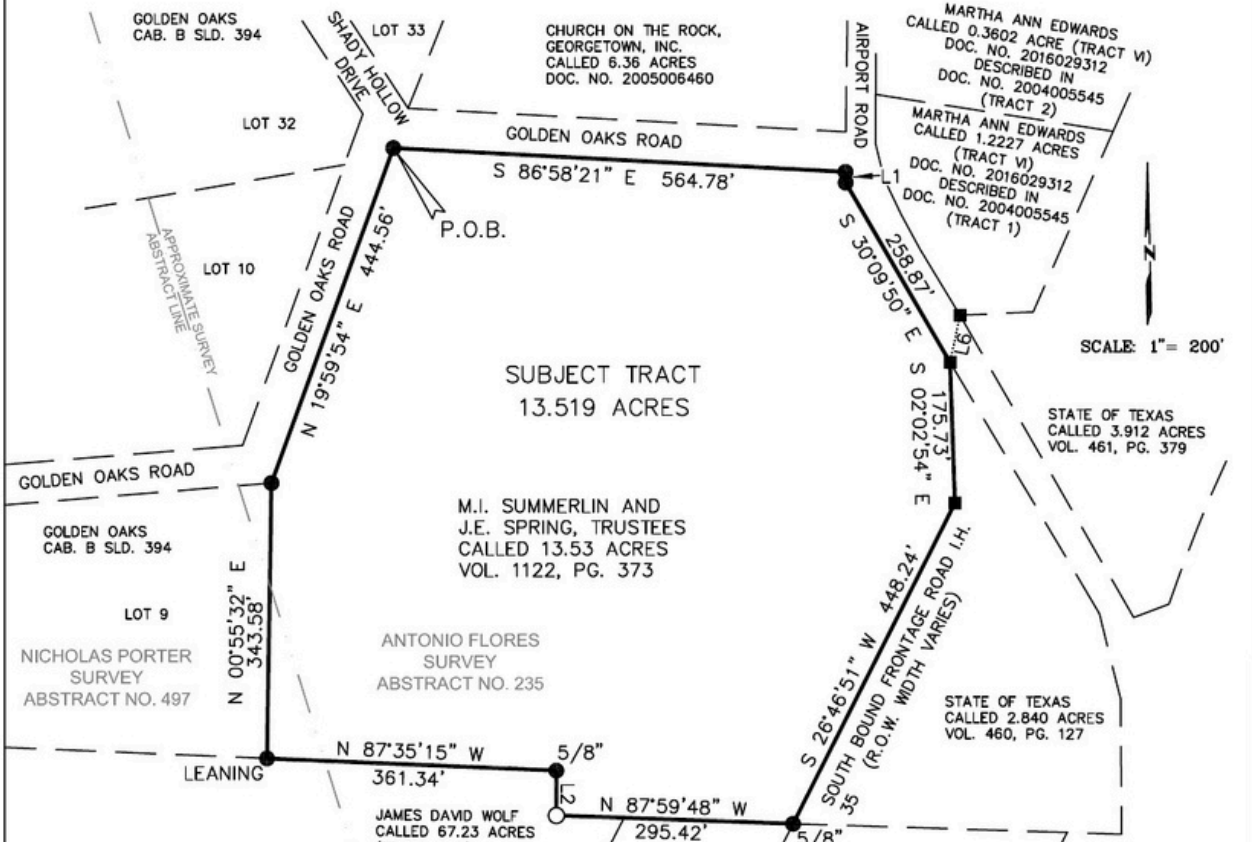 GOLDEN OAKS
CAB. B SLD. 394
SHADY HOLLOW
DRIVE
LOT 33
CHURCH ON THE ROCK,
GEORGETOWN, INC.
CALLED 6.36 ACRES
DOC. NO. 2005006460
AIRPORT ROAD
MARTHA ANN EDWARDS
CALLED 0.3602 ACRE (TRACT VI)
DOC. NO. 2016029312
DESCRIBED IN
DOC. NO. 2004005545
(TRACT 2)
MARTHA ANN EDWARDS
CALLED 1.2227 ACRES
(TRACT VI)
DOC. NO. 2016029312
DESCRIBED IN
DOC. NO. 2004005545
(TRACT 1)
LOT 32
GOLDEN OAKS ROAD
S 86°58'21" E 564.78'
L1
P.O.B.
APPROXIMATE SURVEY
ABSTRACT LINE
LOT 10
GOLDEN OAKS ROAD
N 19°59'54" E 444.56'
258.87'
S 30°09'50" E
L6
N
SCALE: 1"= 200'
SUBJECT TRACT
13.519 ACRES
175.73'
S 02°02'54" E
STATE OF TEXAS
CALLED 3.912 ACRES
VOL. 461, PG. 379
GOLDEN OAKS ROAD
GOLDEN OAKS
CAB. B SLD. 394
M.I. SUMMERLIN AND
J.E. SPRING, TRUSTEES
CALLED 13.53 ACRES
VOL. 1122, PG. 373
LOT 9
N 00°55'32" E
343.58'
NICHOLAS PORTER
SURVEY
ABSTRACT NO. 497
ANTONIO FLORES
SURVEY
ABSTRACT NO. 235
S 26°46'51" W 448.24'
SOUTH BOUND FRONTAGE ROAD I.H.
35 (R.O.W. WIDTH VARIES)
STATE OF TEXAS
CALLED 2.840 ACRES
VOL. 460, PG. 127
LEANING
N 87°35'15" W
361.34'
5/8"
L2
N 87°59'48" W
295.42'
5/8"
JAMES DAVID WOLF
CALLED 67.23 ACRES